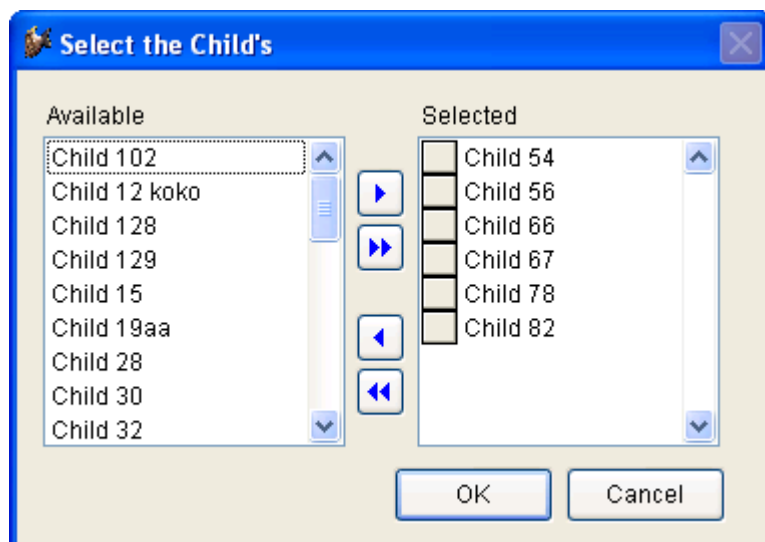 Select the Child's
Available
Child 102
Child 12 koko
Child 128
Child 129
Child 15
Child 19aa
Child 28
Child 30
Child 32
Selected
Child 54
Child 56
Child 66
Child 67
Child 78
Child 82
OK
Cancel